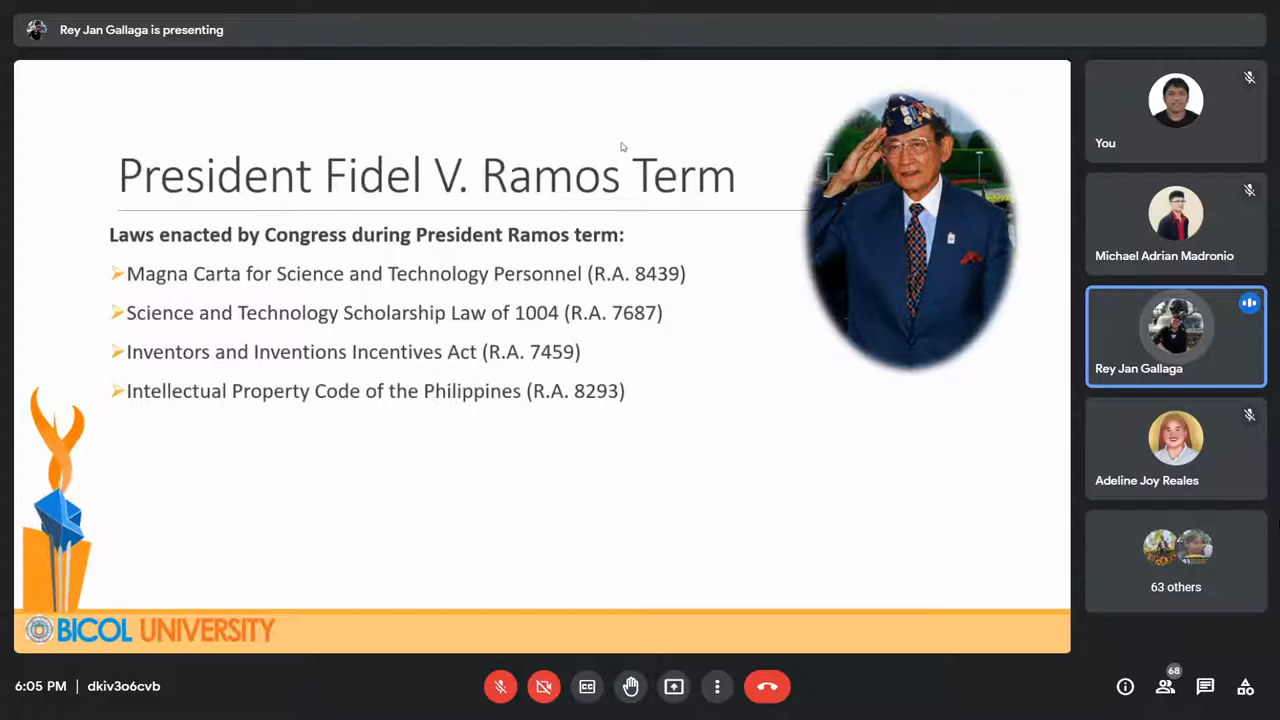 Rey Jan Gallaga is presenting
President Fidel V. Ramos Term
Laws enacted by Congress during President Ramos term:
Magna Carta for Science and Technology Personnel (R.A. 8439)
Science and Technology Scholarship Law of 1004 (R.A. 7687)
Inventors and Inventions Incentives Act (R.A. 7459)
Intellectual Property Code of the Philippines (R.A. 8293)
BICOL UNIVERSITY
You
Michael Adrian Madronio
Rey Jan Gallaga
Adeline Joy Reales
63 others
6:05 PM | dkiv3o6cvb
68